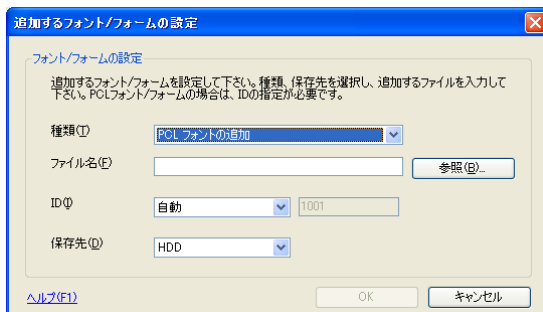 追加するフォント/フォームの設定
フォント/フォームの設定
追加するフォント/フォームを設定して下さい。種類、保存先を選択し、追加するファイルを入力して
下さい。PCLフォント/フォームの場合は、IDの指定が必要です。
種類(T) PCL フォントの追加
ファイル名(F) 参照(B)...
ID(I) 自動 1001
保存先(D) HDD
ヘルプ(F1) OK キャンセル